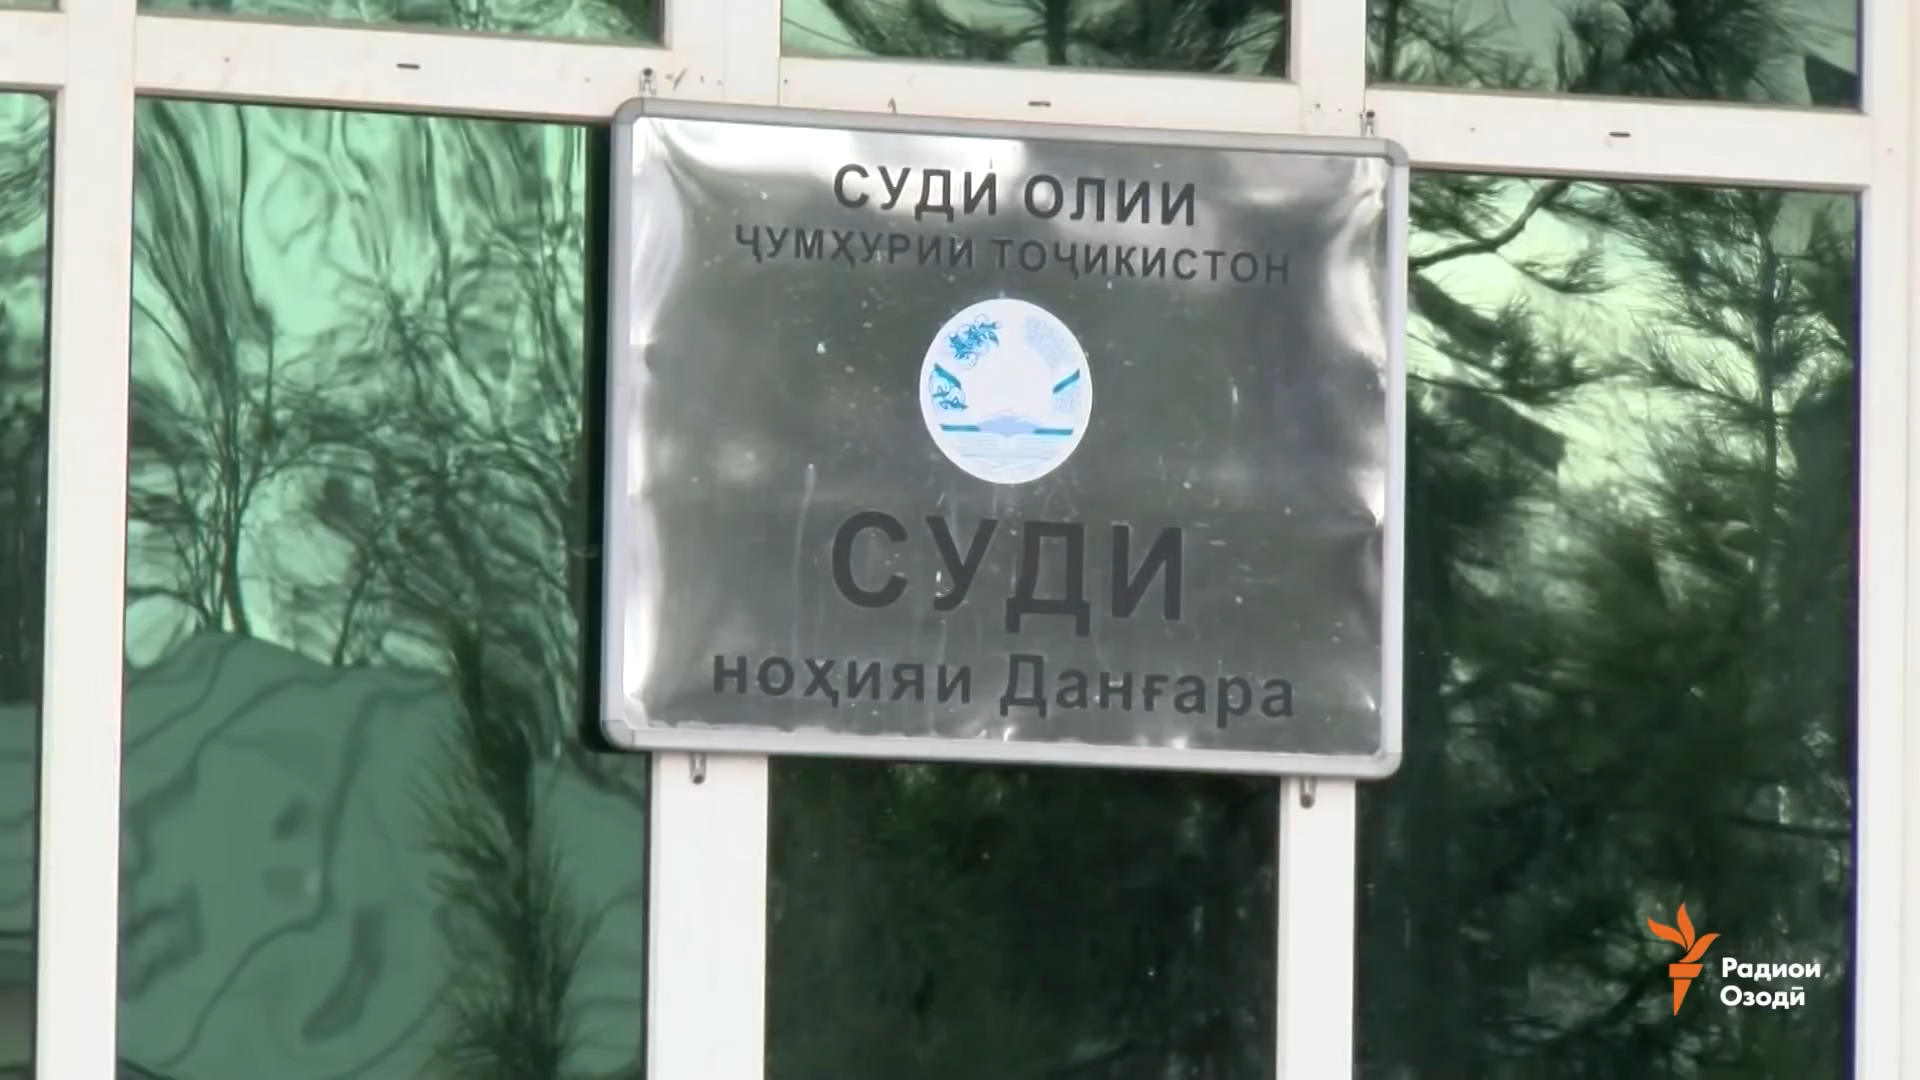 СУДИ ОЛИИ
ҶУМҲУРИИ ТОҶИКИСТОН
СУДИ
ноҳияи Данғара
Радиои
Озодӣ